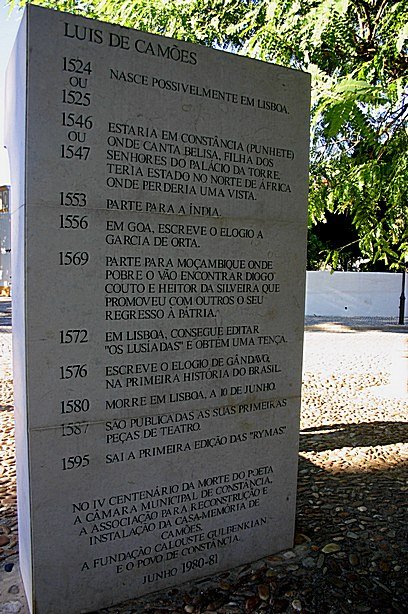 LUIS DE CAMÕES
1524
OU
1525
NASCE POSSIVELMENTE EM LISBOA.
1546
OU
1547
ESTARIA EM CONSTÂNCIA (PUNHETE)
ONDE CANTA BELISA, FILHA DOS
SENHORES DO PALÁCIO DA TORRE.
TERIA ESTADO NO NORTE DE ÁFRICA
ONDE PERDERIA UMA VISTA.
1553 PARTE PARA A ÍNDIA.
1556 EM GOA, ESCREVE O ELOGIO A
GARCIA DE ORTA.
1569 PARTE PARA MOÇAMBIQUE ONDE
POBRE O VÃO ENCONTRAR DIOGO
COUTO E HEITOR DA SILVEIRA QUE
PROMOVEU COM OUTROS O SEU
REGRESSO À PÁTRIA.
1572 EM LISBOA, CONSEGUE EDITAR
"OS LUSIADAS" E OBTÉM UMA TENÇA.
1576 ESCREVE O ELOGIO DE GÂNDAVO,
NA PRIMEIRA HISTÓRIA DO BRASIL.
1580 MORRE EM LISBOA, A 10 DE JUNHO.
1587 SÃO PUBLICADAS AS SUAS PRIMEIRAS
PEÇAS DE TEATRO.
1595 SAI A PRIMEIRA EDIÇÃO DAS "RYMAS"
NO IV CENTENÁRIO DA MORTE DO POETA
A CÂMARA MUNICIPAL DE CONSTÂNCIA,
A ASSOCIAÇÃO PARA RECONSTRUÇÃO E
INSTALAÇÃO DA CASA-MEMÓRIA DE
CAMÕES,
A FUNDAÇÃO CALOUSTE GULBENKIAN
E O POVO DE CONSTÂNCIA.
JUNHO 1980-81